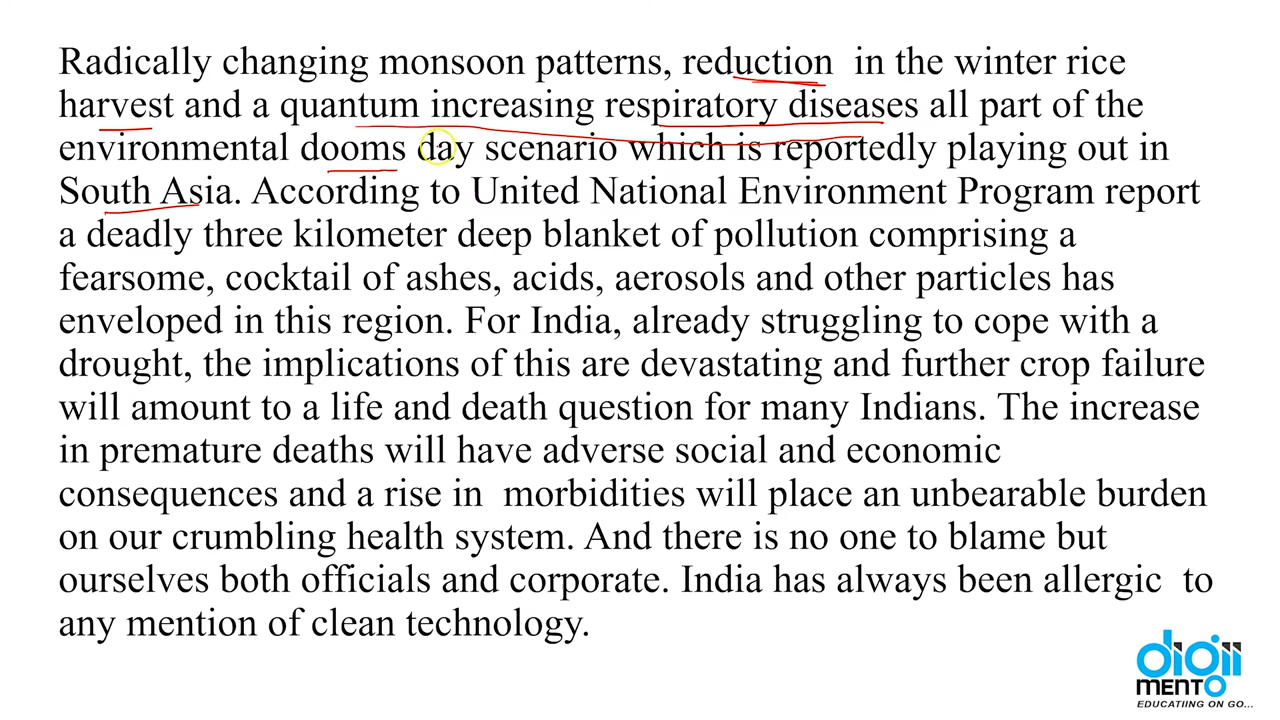 Radically changing monsoon patterns, reduction in the winter rice
harvest and a quantum increasing respiratory diseases all part of the
environmental dooms day scenario which is reportedly playing out in
South Asia. According to United National Environment Program report
a deadly three kilometer deep blanket of pollution comprising a
fearsome, cocktail of ashes, acids, aerosols and other particles has
enveloped in this region. For India, already struggling to cope with a
drought, the implications of this are devastating and further crop failure
will amount to a life and death question for many Indians. The increase
in premature deaths will have adverse social and economic
consequences and a rise in morbidities will place an unbearable burden
on our crumbling health system. And there is no one to blame but
ourselves both officials and corporate. India has always been allergic to
any mention of clean technology.
digii
MENTO
EDUCATIING ON GO...